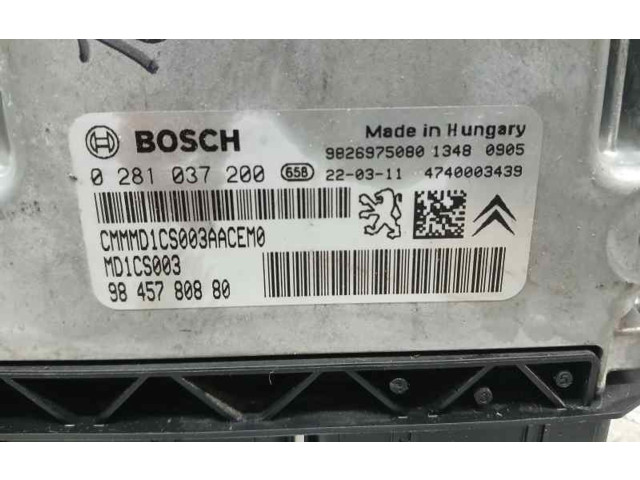 BOSCH
Made in Hungary
9826975080 1348 0905
0 281 037 200 658 22-03-11 4740003439
CMMMD1CS003AACEM0
MD1CS003
98 457 808 80